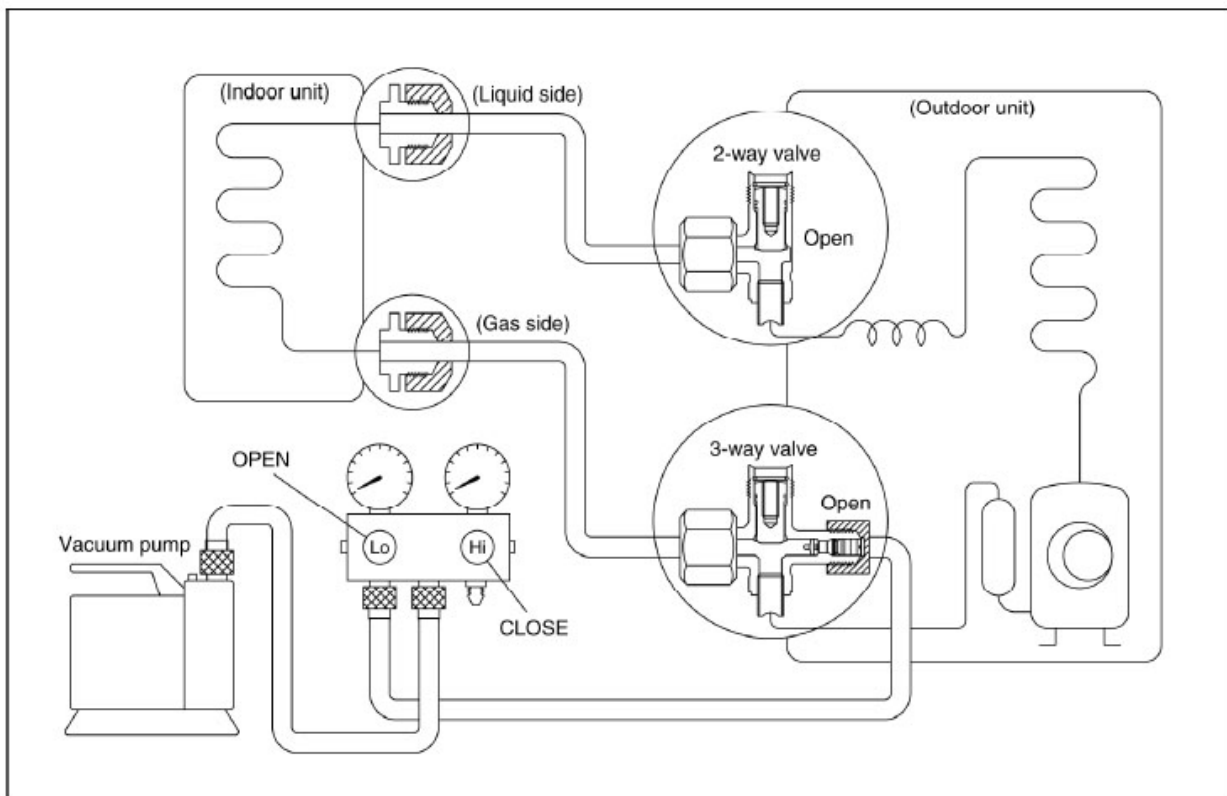 (Indoor unit)
(Liquid side)
(Outdoor unit)
2-way valve
Open
(Gas side)
3-way valve
Open
OPEN
Lo
Hi
Vacuum pump
CLOSE